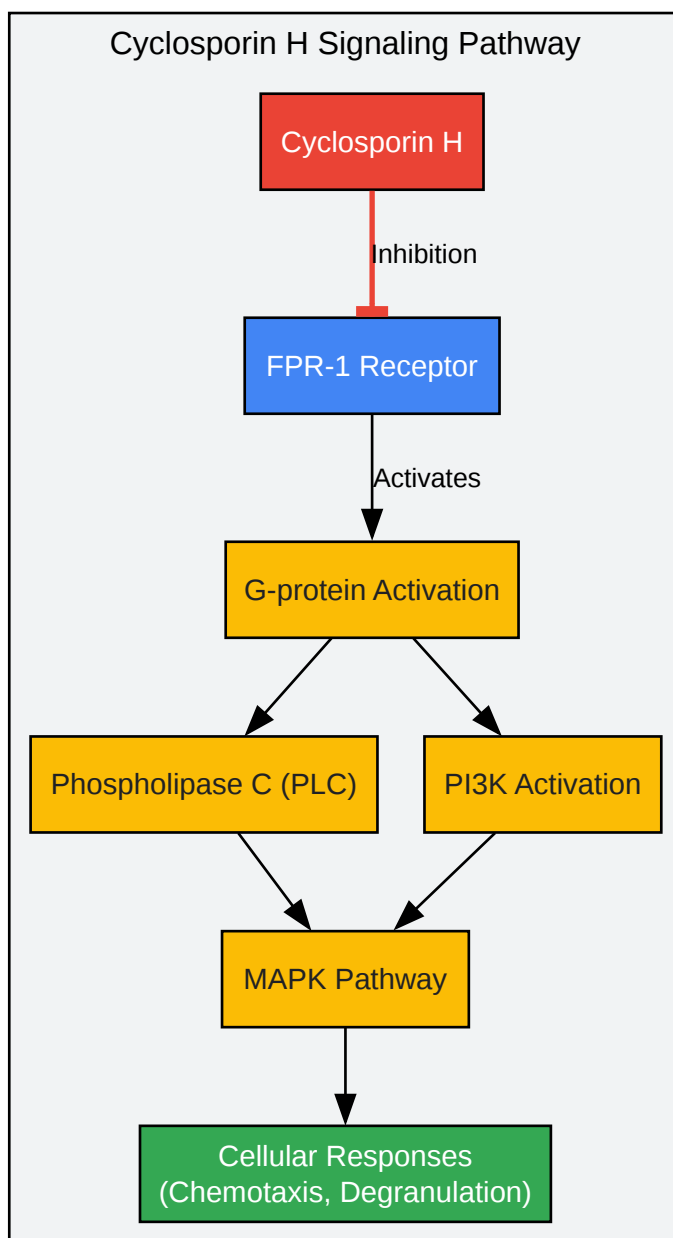 Cyclosporin H Signaling Pathway
Cyclosporin H
Inhibition
FPR-1 Receptor
Activates
G-protein Activation
Phospholipase C (PLC)
PI3K Activation
MAPK Pathway
Cellular Responses
(Chemotaxis, Degranulation)